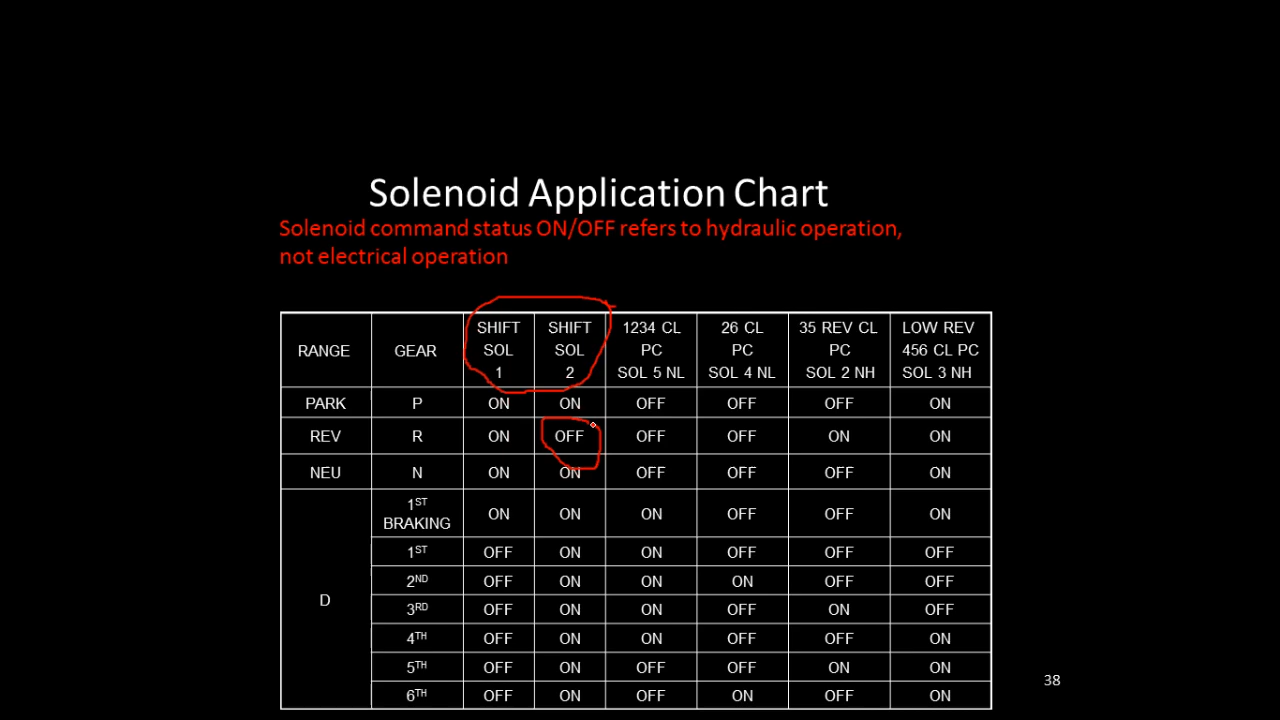 Solenoid Application Chart
Solenoid command status ON/OFF refers to hydraulic operation,
not electrical operation
RANGE GEAR SHIFT SOL 1 SHIFT SOL 2 1234 CL PC SOL 5 NL 26 CL PC SOL 4 NL 35 REV CL PC SOL 2 NH LOW REV 456 CL PC SOL 3 NH
PARK P ON ON OFF OFF OFF ON
REV R ON OFF OFF OFF ON ON
NEU N ON ON OFF OFF OFF ON
D 1ST BRAKING ON ON ON OFF OFF ON
1ST OFF ON ON OFF OFF OFF
2ND OFF ON ON ON OFF OFF
3RD OFF ON ON OFF ON OFF
4TH OFF ON ON OFF OFF ON
5TH OFF ON OFF OFF ON ON
6TH OFF ON OFF ON OFF ON
38